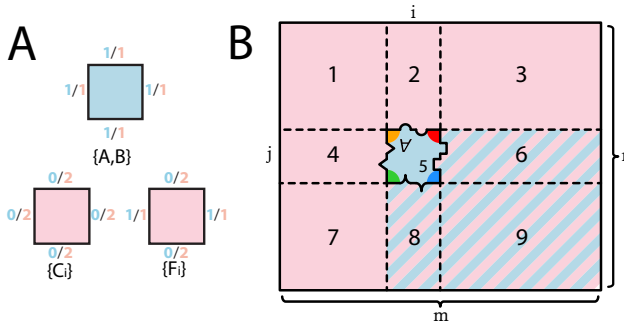 A
1/1
1/1 1/1
1/1
{A,B}
0/2 0/2
0/2 0/2 1/1 1/1
0/2 0/2
{Ci} {Fi}
B
i
1 2 3
j 4 A 5 6
7 8 9
m